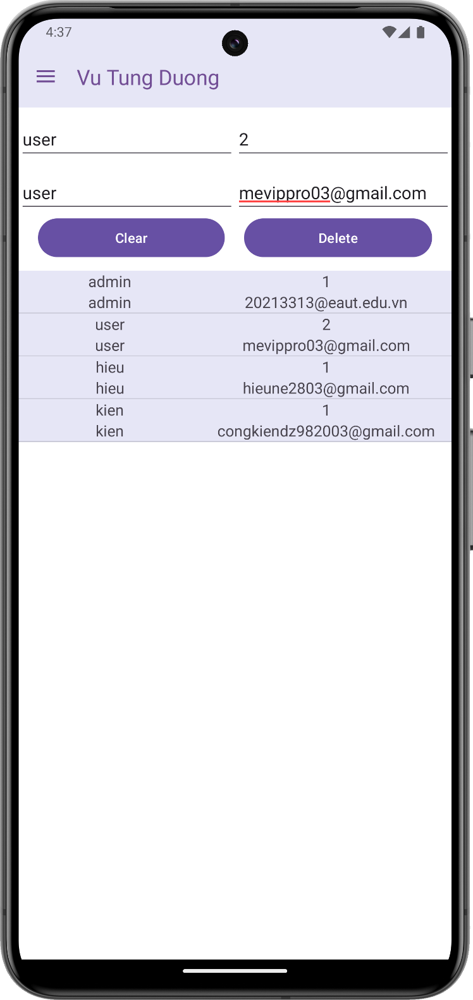 4:37
Vu Tung Duong
user 2
user mevippro03@gmail.com
Clear Delete
admin 1
admin 20213313@eaut.edu.vn
user 2
user mevippro03@gmail.com
hieu 1
hieu hieune2803@gmail.com
kien 1
kien congkiendz982003@gmail.com